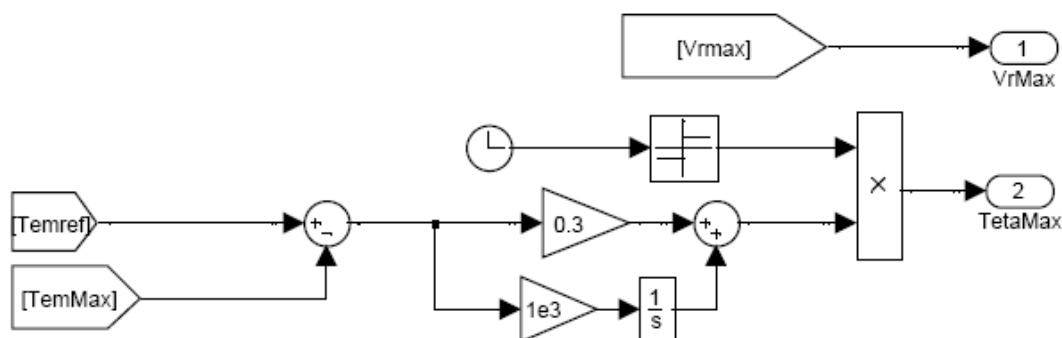 [Vrmax]
1
VrMax
×
2
TetaMax
[Temref]
+
−
0.3
+
+
[TemMax]
1e3
1
s